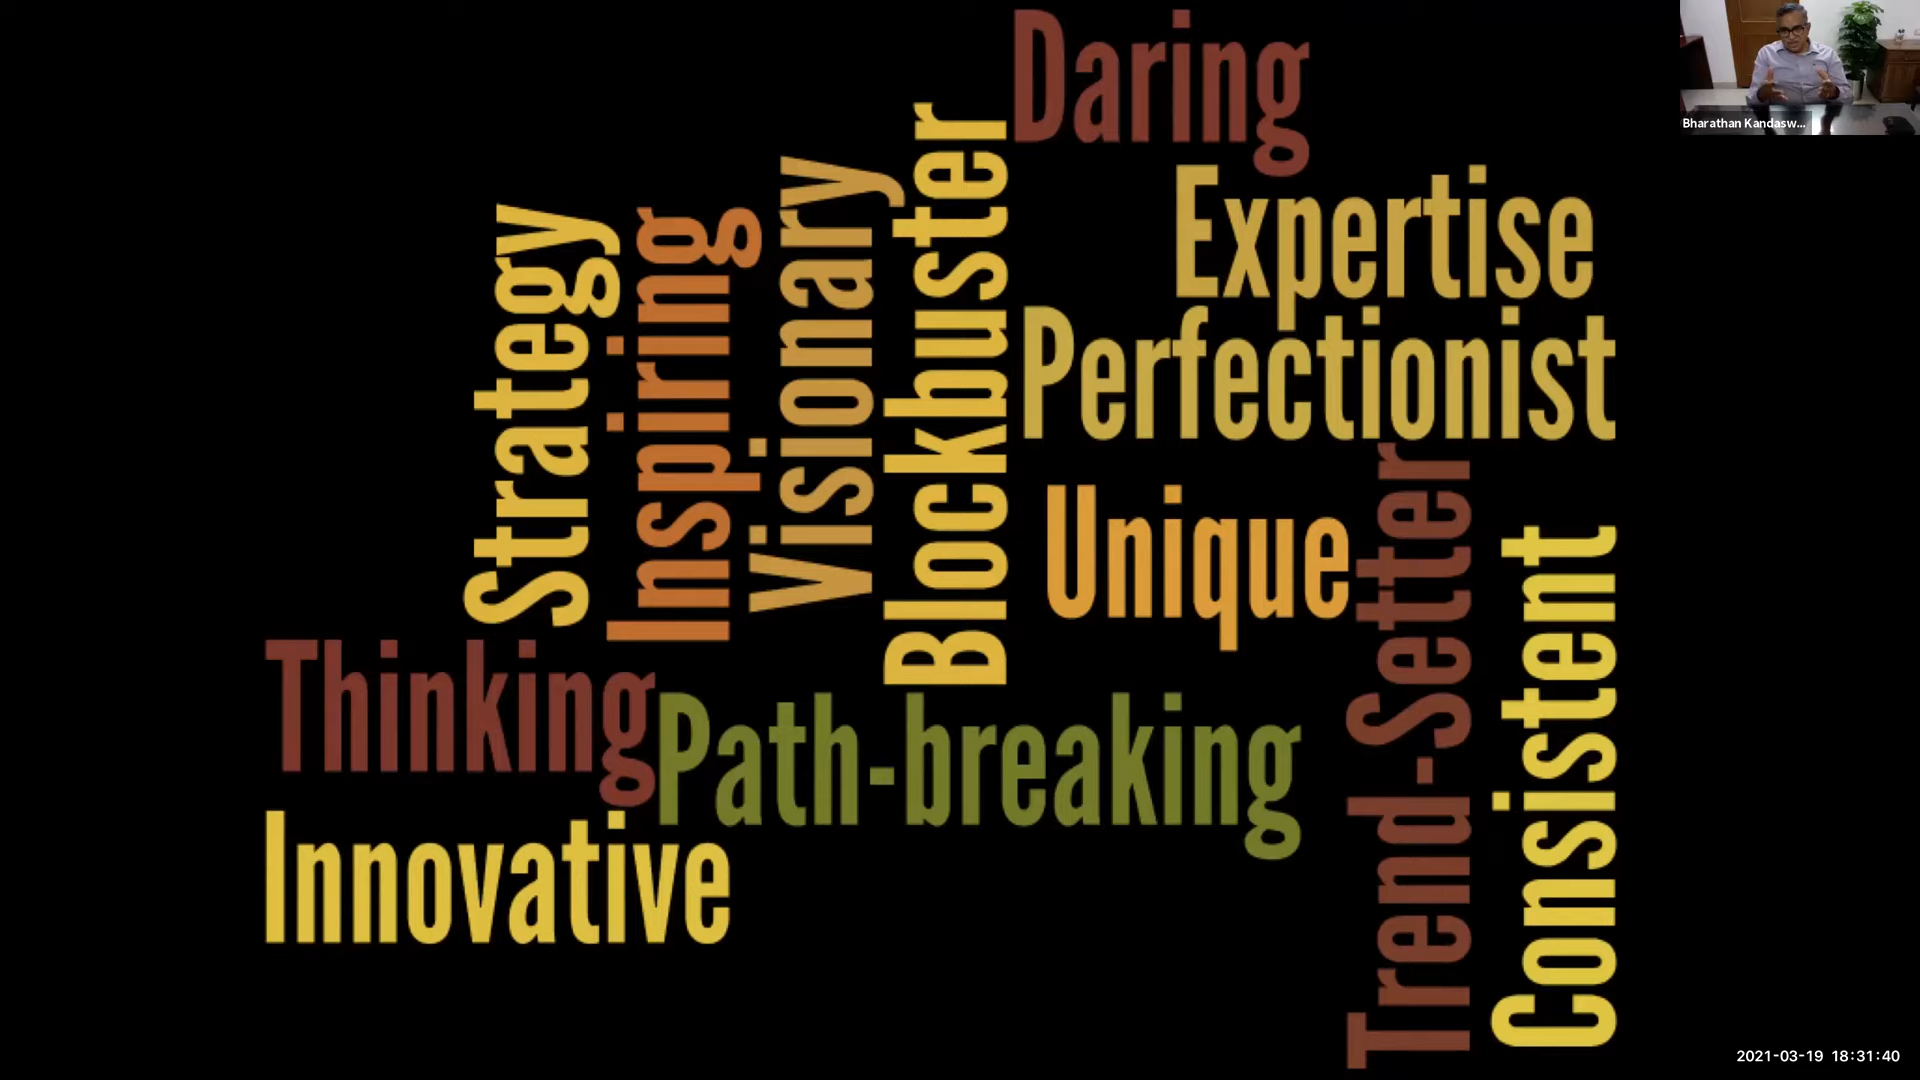 Daring
Expertise
Perfectionist
Strategy
Inspiring
Visionary
Blockbuster
Unique
Trend-Setter
Consistent
Thinking
Path-breaking
Innovative
Bharathan Kandasw...
2021-03-19 18:31:40